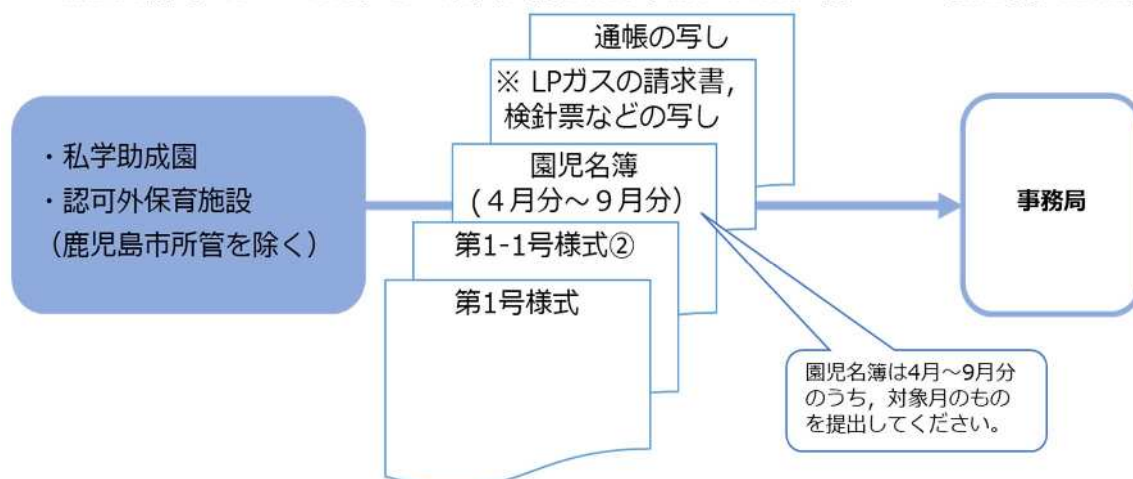 通帳の写し
※ LPガスの請求書，
検針票などの写し
・私学助成園
・認可外保育施設
（鹿児島市所管を除く）
園児名簿
(４月分～９月分）
第1-1号様式②
第1号様式
事務局
園児名簿は4月～9月分
のうち，対象月のもの
を提出してください。